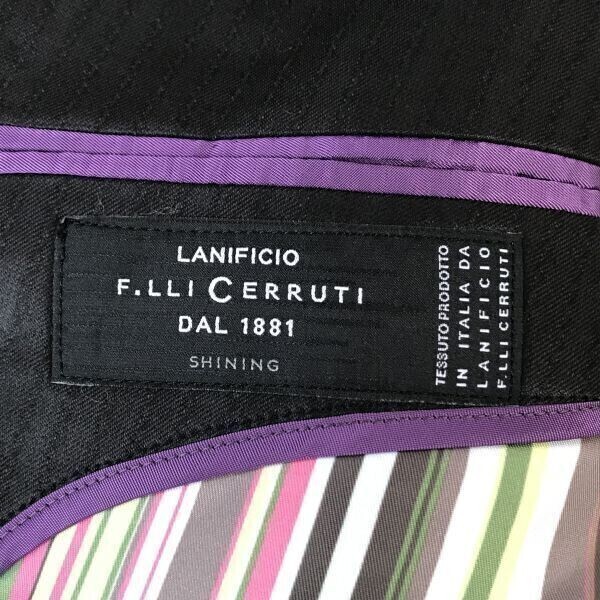 LANIFICIO
F.LLI CERRUTI
DAL 1881
SHINING
TESSUTO PRODOTTO
IN ITALIA DA
LANIFICIO
F.LLI CERRUTI